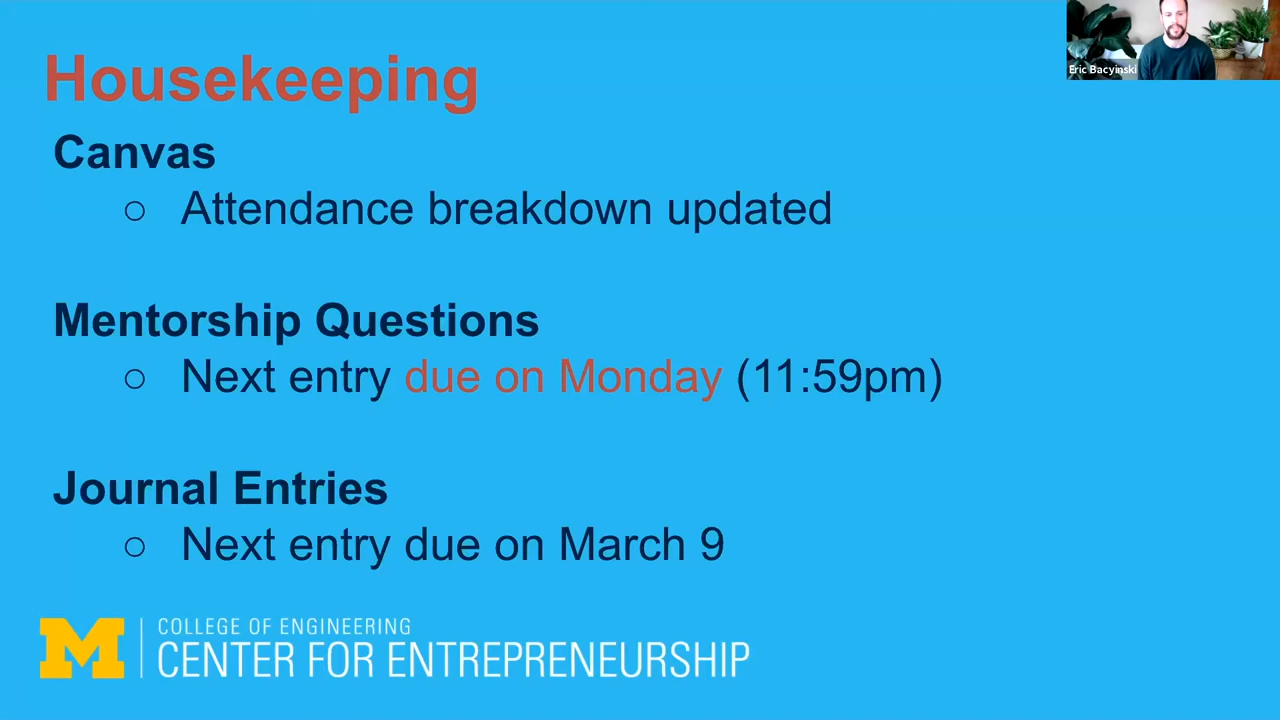 Housekeeping
Eric Bacyinski
Canvas
○ Attendance breakdown updated
Mentorship Questions
○ Next entry due on Monday (11:59pm)
Journal Entries
○ Next entry due on March 9
M
COLLEGE OF ENGINEERING
CENTER FOR ENTREPRENEURSHIP